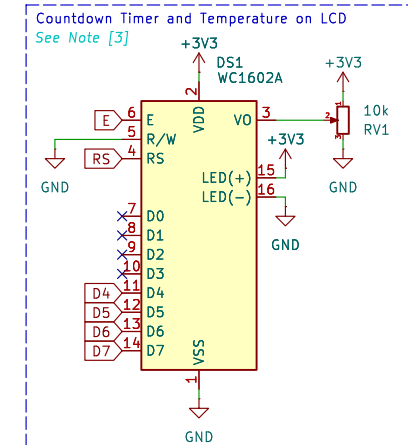 Countdown Timer and Temperature on LCD
See Note [3]
+3V3
DS1
WC1602A
2
VDD
+3V3
6
E
E
VO
3
2
1
3
10k
RV1
5
R/W
RS
4
RS
+3V3
GND
GND
LED(+)
15
LED(-)
16
GND
7
D0
8
D1
9
D2
10
D3
D4
11
D4
D5
12
D5
D6
13
D6
D7
14
D7
VSS
1
GND